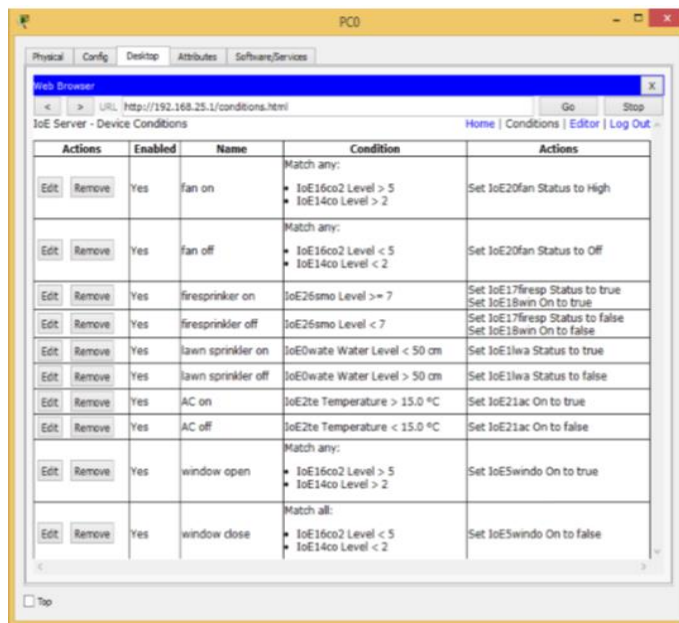 PC0
Physical Config Desktop Attributes Software/Services
Web Browser X
< > URL http://192.168.25.1/conditions.html Go Stop
IoE Server - Device Conditions Home | Conditions | Editor | Log Out
Actions Enabled Name Condition Actions
Match any:
Edit Remove Yes fan on • IoE16co2 Level > 5 Set IoE20fan Status to High
• IoE14co Level > 2
Match any:
Edit Remove Yes fan off • IoE16co2 Level < 5 Set IoE20fan Status to Off
• IoE14co Level < 2
Edit Remove Yes firesprinker on IoE26smo Level >= 7 Set IoE17firesp Status to true
Set IoE18win On to true
Edit Remove Yes firesprinkler off IoE26smo Level < 7 Set IoE17firesp Status to false
Set IoE18win On to false
Edit Remove Yes lawn sprinkler on IoE0wate Water Level < 50 cm Set IoE1lwa Status to true
Edit Remove Yes lawn sprinkler off IoE0wate Water Level > 50 cm Set IoE1lwa Status to false
Edit Remove Yes AC on IoE2te Temperature > 15.0 °C Set IoE21ac On to true
Edit Remove Yes AC off IoE2te Temperature < 15.0 °C Set IoE21ac On to false
Match any:
Edit Remove Yes window open • IoE16co2 Level > 5 Set IoE5windo On to true
• IoE14co Level > 2
Match all:
Edit Remove Yes window close • IoE16co2 Level < 5 Set IoE5windo On to false
• IoE14co Level < 2
Top